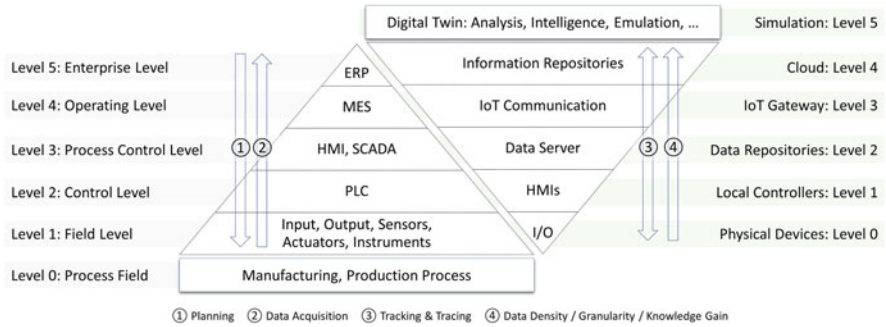 Digital Twin: Analysis, Intelligence, Emulation, ...
Simulation: Level 5
Level 5: Enterprise Level
ERP
Information Repositories
Cloud: Level 4
Level 4: Operating Level
MES
IoT Communication
IoT Gateway: Level 3
Level 3: Process Control Level
① ②
HMI, SCADA
Data Server
③ ④
Data Repositories: Level 2
Level 2: Control Level
PLC
HMIs
Local Controllers: Level 1
Level 1: Field Level
Input, Output, Sensors,
Actuators, Instruments
I/O
Physical Devices: Level 0
Level 0: Process Field
Manufacturing, Production Process
① Planning ② Data Acquisition ③ Tracking & Tracing ④ Data Density / Granularity / Knowledge Gain